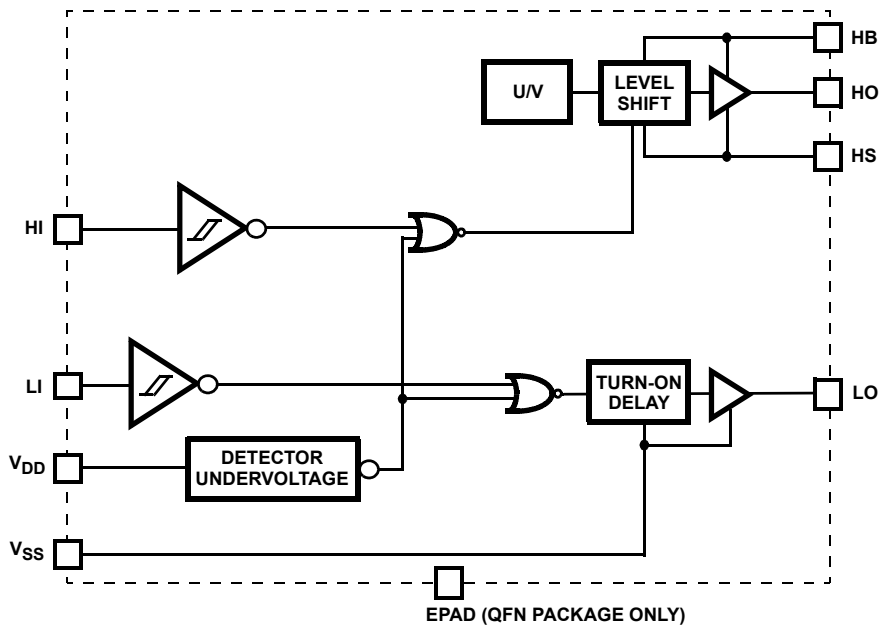 HB
U/V
LEVEL
SHIFT
HO
HS
HI
LI
TURN-ON
DELAY
LO
VDD
DETECTOR
UNDERVOLTAGE
VSS
EPAD (QFN PACKAGE ONLY)